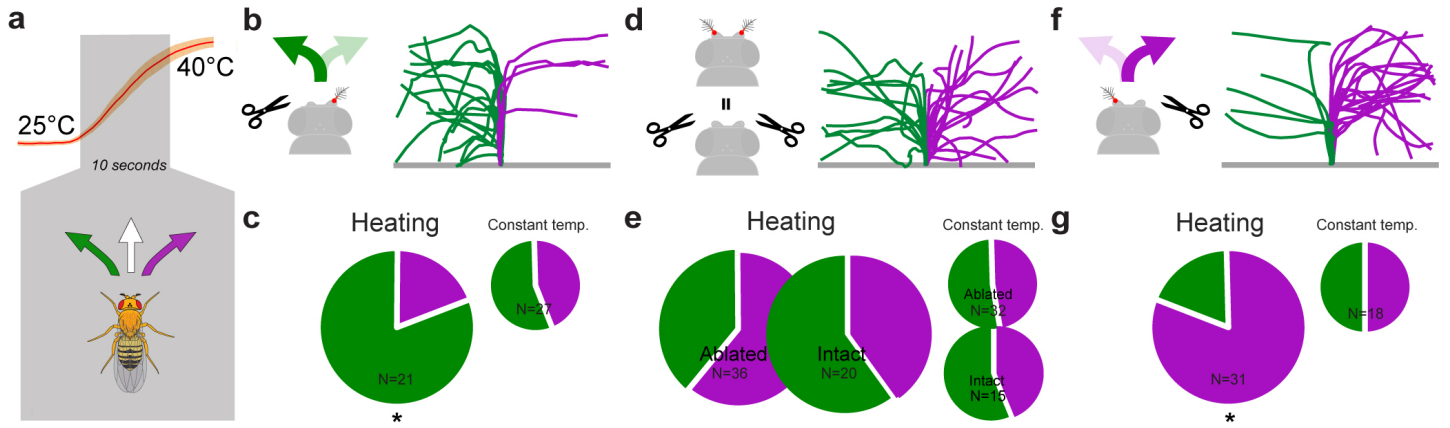 a
25°C
40°C
10 seconds
b
c
Heating
Constant temp.
N=21
*
N=27
d
=
e
Heating
Constant temp.
Ablated
N=36
Intact
N=20
Ablated
N=32
Intact
N=15
f
g
Heating
Constant temp.
N=31
*
N=18